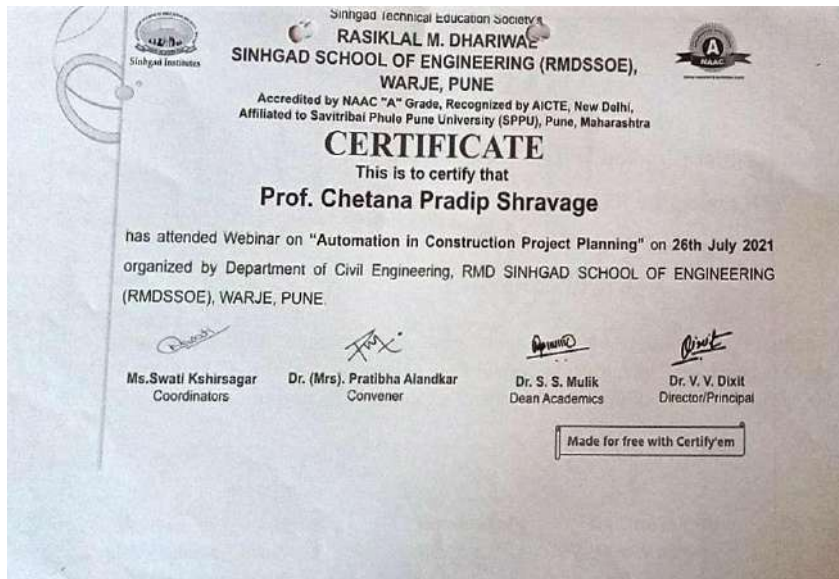 Sinhgad Technical Education Society's
RASIKLAL M. DHARIWAL
SINHGAD SCHOOL OF ENGINEERING (RMDSSOE),
WARJE, PUNE
Accredited by NAAC "A" Grade, Recognized by AICTE, New Delhi,
Affiliated to Savitribai Phule Pune University (SPPU), Pune, Maharashtra
Sinhgad Institutes
A
NAAC
CERTIFICATE
This is to certify that
Prof. Chetana Pradip Shravage
has attended Webinar on "Automation in Construction Project Planning" on 26th July 2021
organized by Department of Civil Engineering, RMD SINHGAD SCHOOL OF ENGINEERING
(RMDSSOE), WARJE, PUNE.
Ms.Swati Kshirsagar
Coordinators
Dr. (Mrs). Pratibha Alandkar
Convener
Dr. S. S. Mulik
Dean Academics
Dr. V. V. Dixit
Director/Principal
Made for free with Certify'em